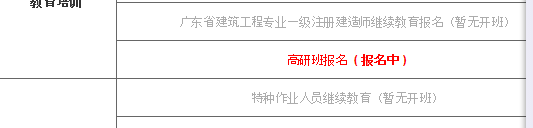 教育培训
广东省建筑工程专业一级注册建造师继续教育报名（暂无开班）
高研班报名（报名中）
特种作业人员继续教育（暂无开班）